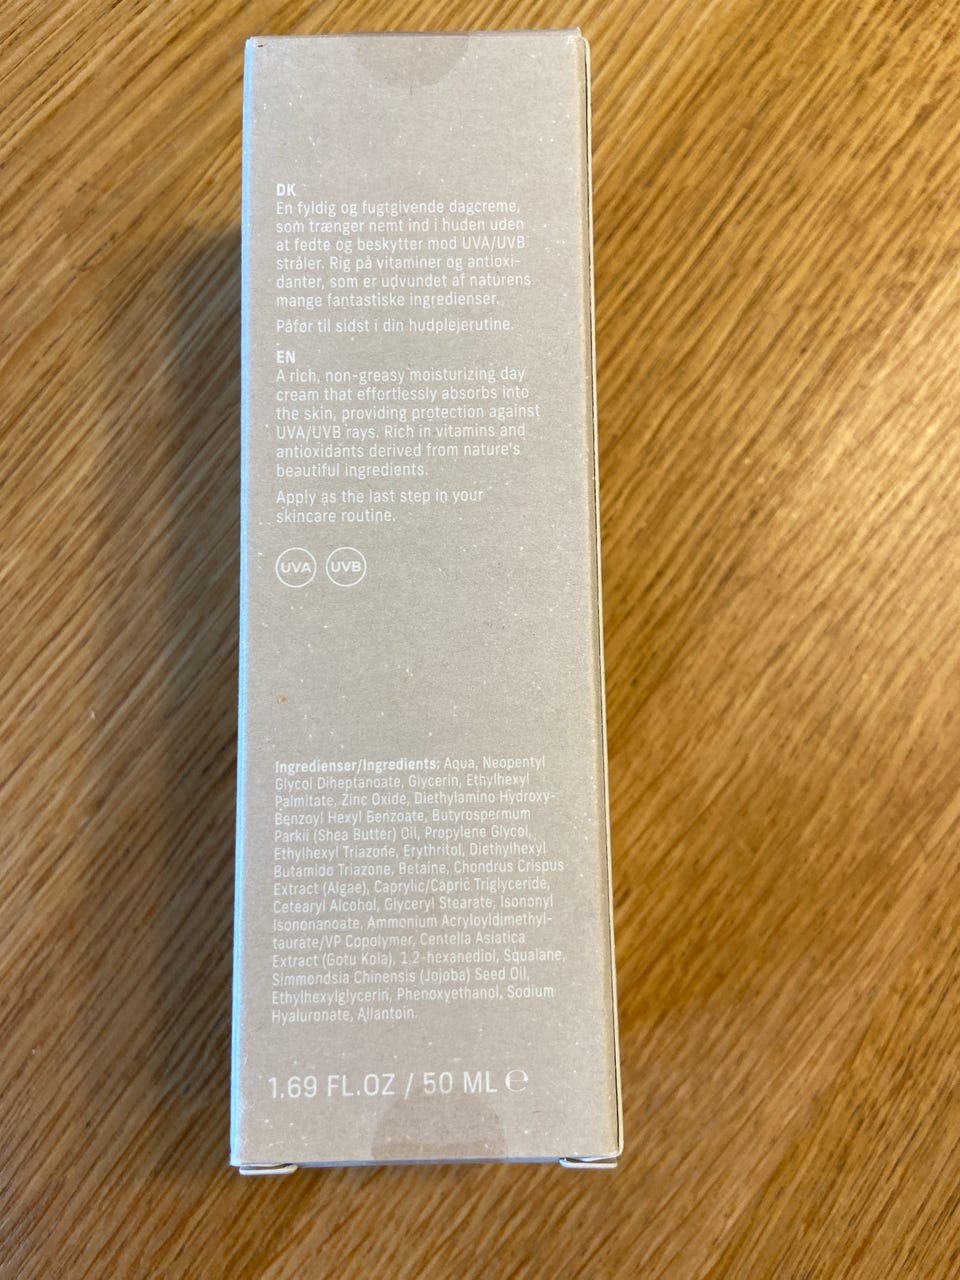 DK
En fyldig og fugtgivende dagcreme,
som trænger nemt ind i huden uden
at fedte og beskytter mod UVA/UVB
stråler. Rig på vitaminer og antioxi-
danter, som er udvundet af naturens
mange fantastiske ingredienser.
Påfør til sidst i din hudplejerutine.
EN
A rich, non-greasy moisturizing day
cream that effortlessly absorbs into
the skin, providing protection against
UVA/UVB rays. Rich in vitamins and
antioxidants derived from nature's
beautiful ingredients.
Apply as the last step in your
skincare routine.
UVA UVB
Ingredienser/Ingredients: Aqua, Neopentyl
Glycol Diheptanoate, Glycerin, Ethylhexyl
Palmitate, Zinc Oxide, Diethylamino Hydroxy-
Benzoyl Hexyl Benzoate, Butyrospermum
Parkii (Shea Butter) Oil, Propylene Glycol,
Ethylhexyl Triazone, Erythritol, Diethylhexyl
Butamido Triazone, Betaine, Chondrus Crispus
Extract (Algae), Caprylic/Capric Triglyceride,
Cetearyl Alcohol, Glyceryl Stearate, Isononyl
Isononanoate, Ammonium Acryloyldimethyl-
taurate/VP Copolymer, Centella Asiatica
Extract (Gotu Kola), 1,2-hexanediol, Squalane,
Simmondsia Chinensis (Jojoba) Seed Oil,
Ethylhexylglycerin, Phenoxyethanol, Sodium
Hyaluronate, Allantoin.
1.69 FL.OZ / 50 ML ℮